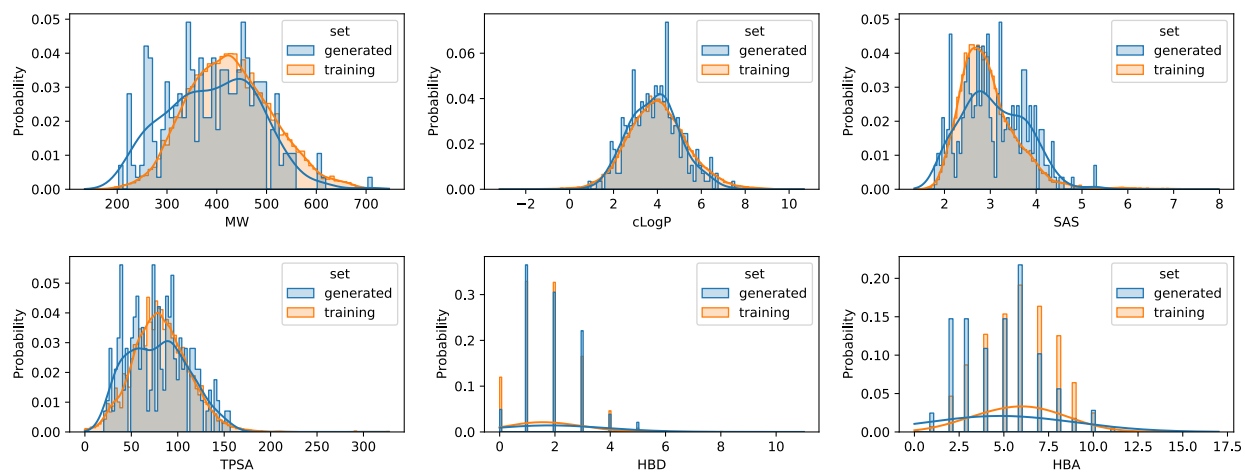 0.05
0.04
0.03
0.02
0.01
0.00
Probability
200 300 400 500 600 700
MW
set
generated
training
0.06
0.04
0.02
0.00
Probability
−2 0 2 4 6 8 10
cLogP
set
generated
training
0.05
0.04
0.03
0.02
0.01
0.00
Probability
2 3 4 5 6 7 8
SAS
set
generated
training
0.05
0.04
0.03
0.02
0.01
0.00
Probability
0 50 100 150 200 250 300
TPSA
set
generated
training
0.3
0.2
0.1
0.0
Probability
0 2 4 6 8 10
HBD
set
generated
training
0.20
0.15
0.10
0.05
0.00
Probability
0.0 2.5 5.0 7.5 10.0 12.5 15.0 17.5
HBA
set
generated
training